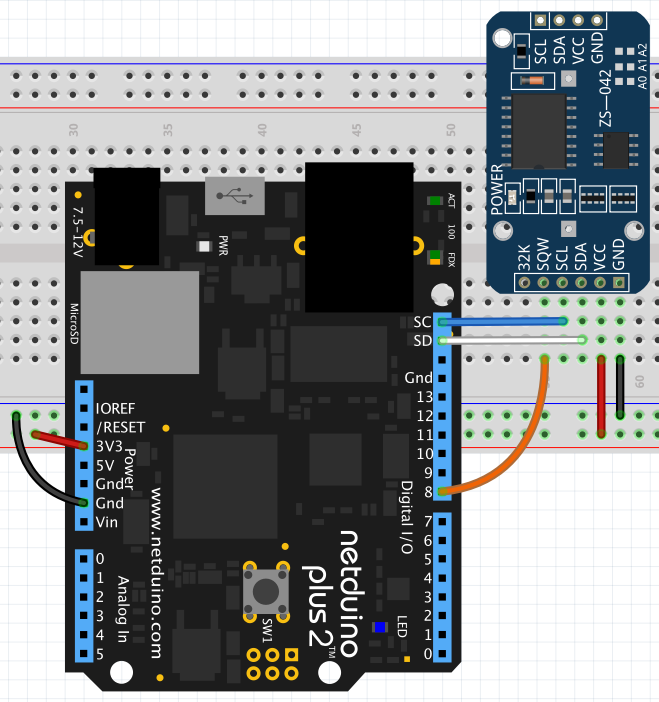 SCL
SDA
VCC
GND
A0 A1 A2
ZS-042
POWER
32K
SQW
SCL
SDA
VCC
GND
30
35
40
45
50
60
7.5-12V
PWR
ACT
100
FDX
MicroSD
SC
SD
Gnd
13
12
11
10
9
8
IOREF
/RESET
3V3
5V
Gnd
Gnd
Vin
Power
Digital I/O
7
6
5
4
3
2
1
0
0
1
2
3
4
5
Analog In
www.netduino.com
netduino
plus 2™
SW1
LED